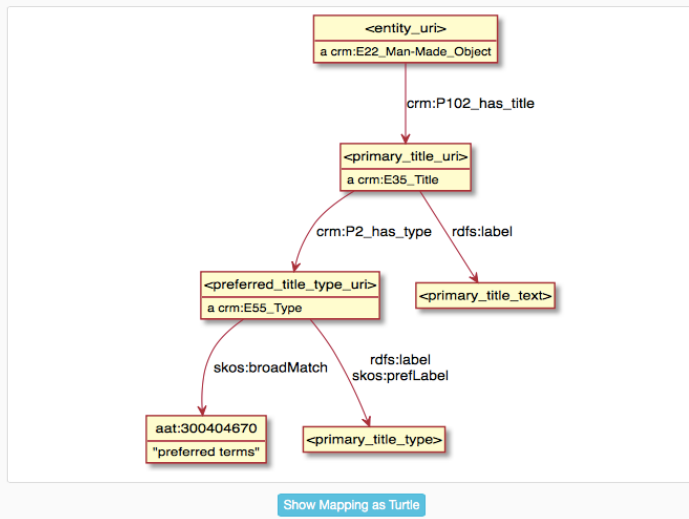 <entity_uri>
a crm:E22_Man-Made_Object
crm:P102_has_title
<primary_title_uri>
a crm:E35_Title
crm:P2_has_type
rdfs:label
<preferred_title_type_uri>
a crm:E55_Type
<primary_title_text>
skos:broadMatch
rdfs:label
skos:prefLabel
aat:300404670
"preferred terms"
<primary_title_type>
Show Mapping as Turtle